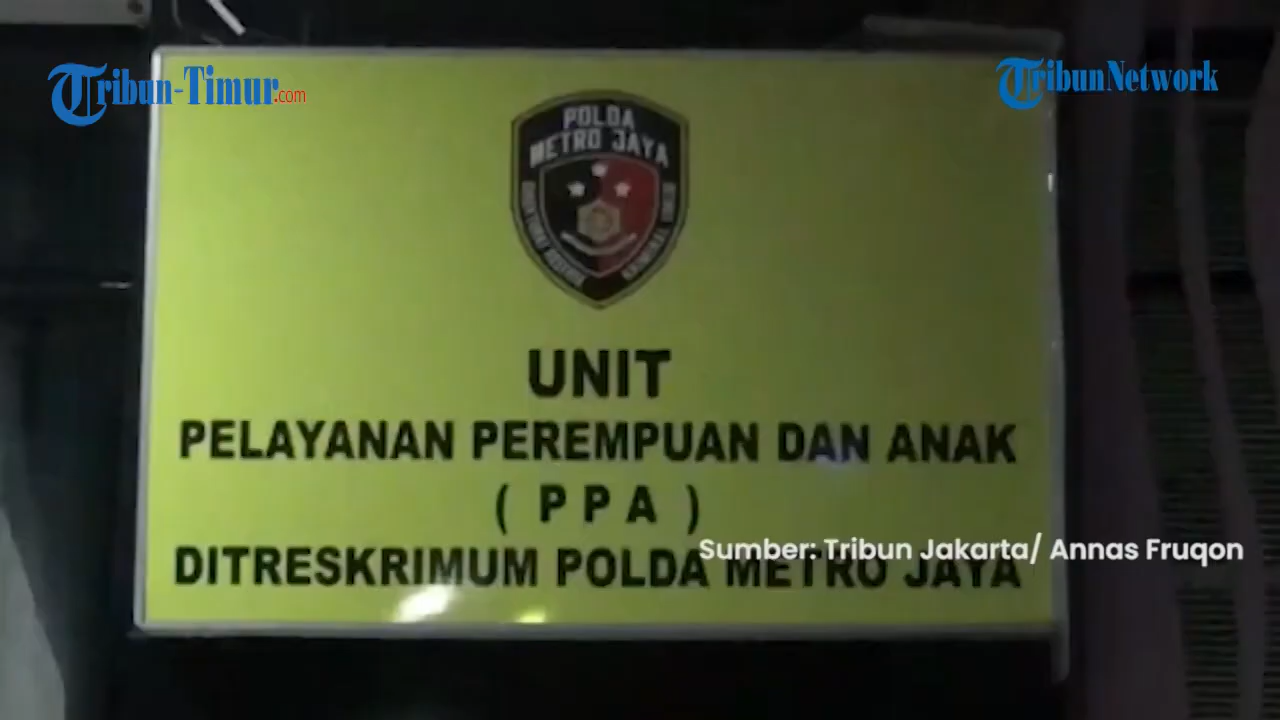 Tribun-Timur.com
TribunNetwork
POLDA
METRO JAYA
UNIT
PELAYANAN PEREMPUAN DAN ANAK
( PPA )
Sumber: Tribun Jakarta/ Annas Fruqon
DITRESKRIMUM POLDA METRO JAYA